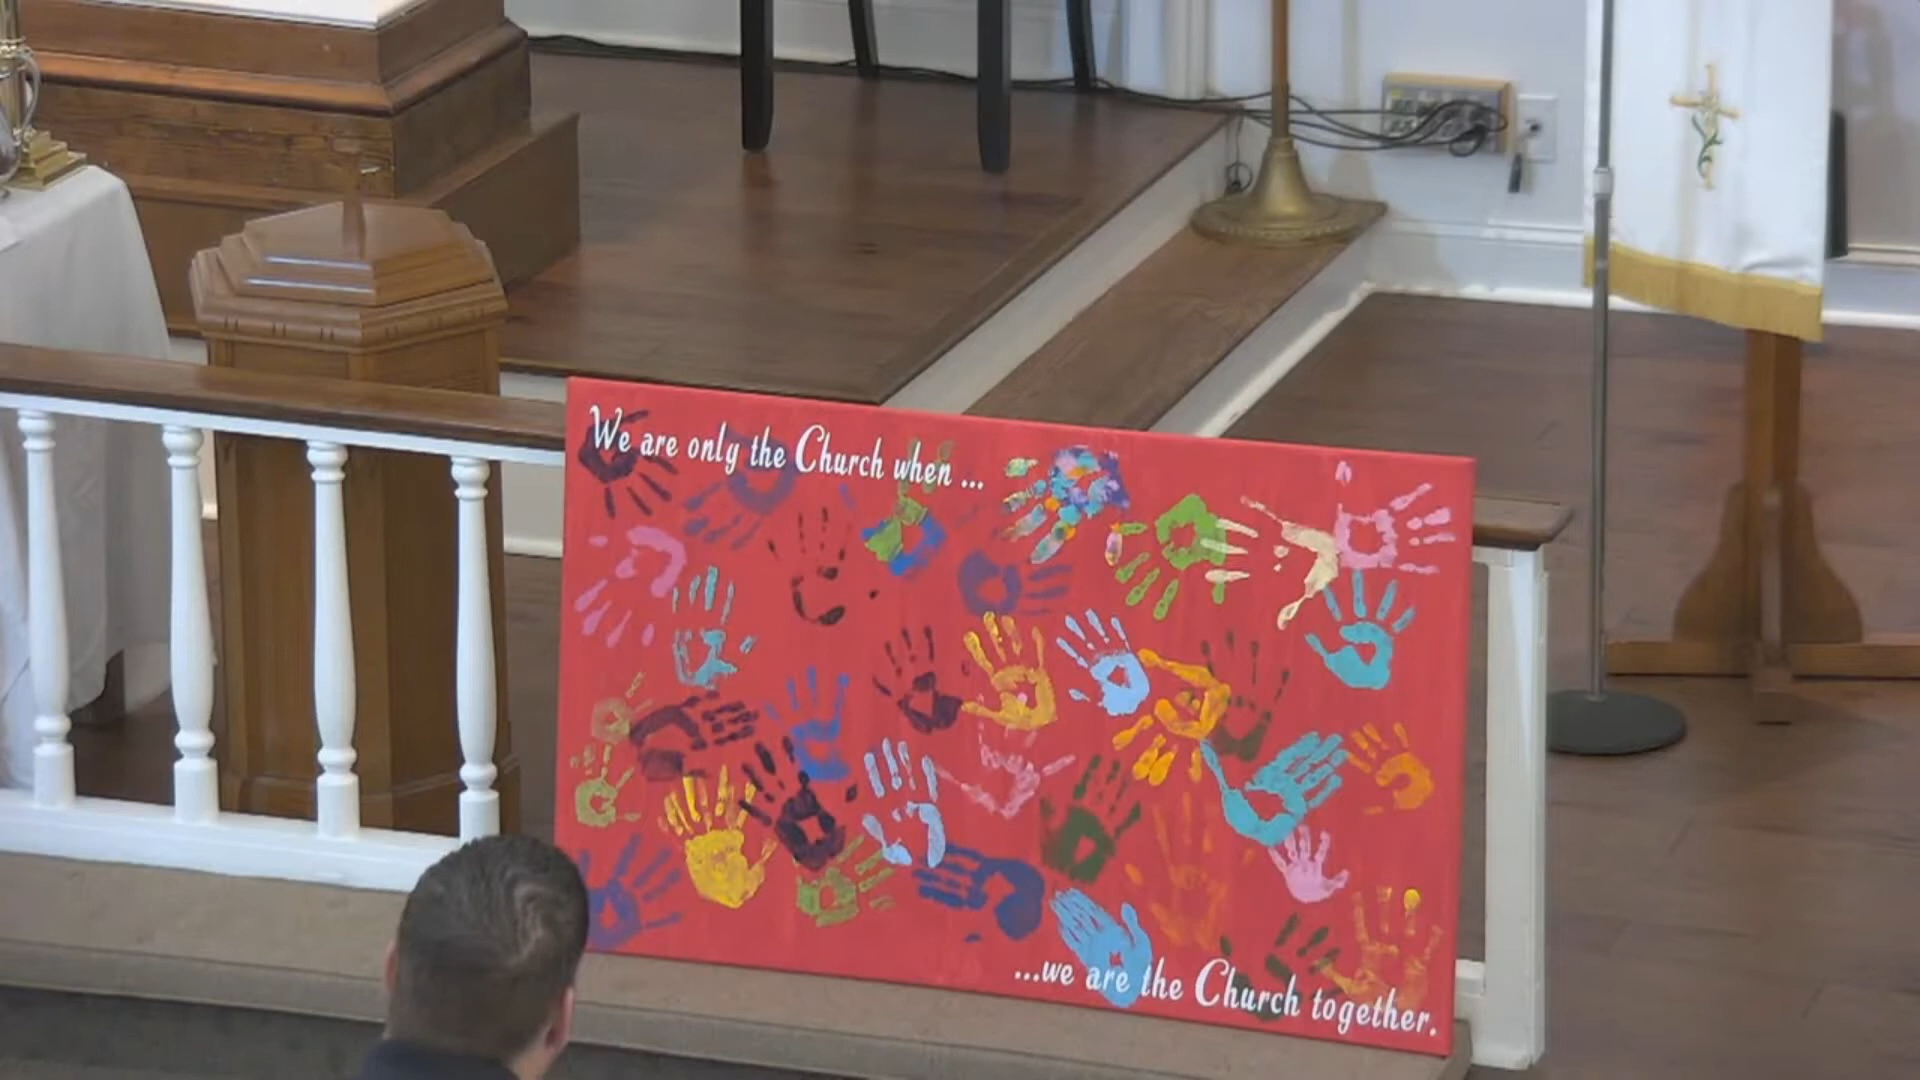 We are only the Church when ...
...we are the Church together.